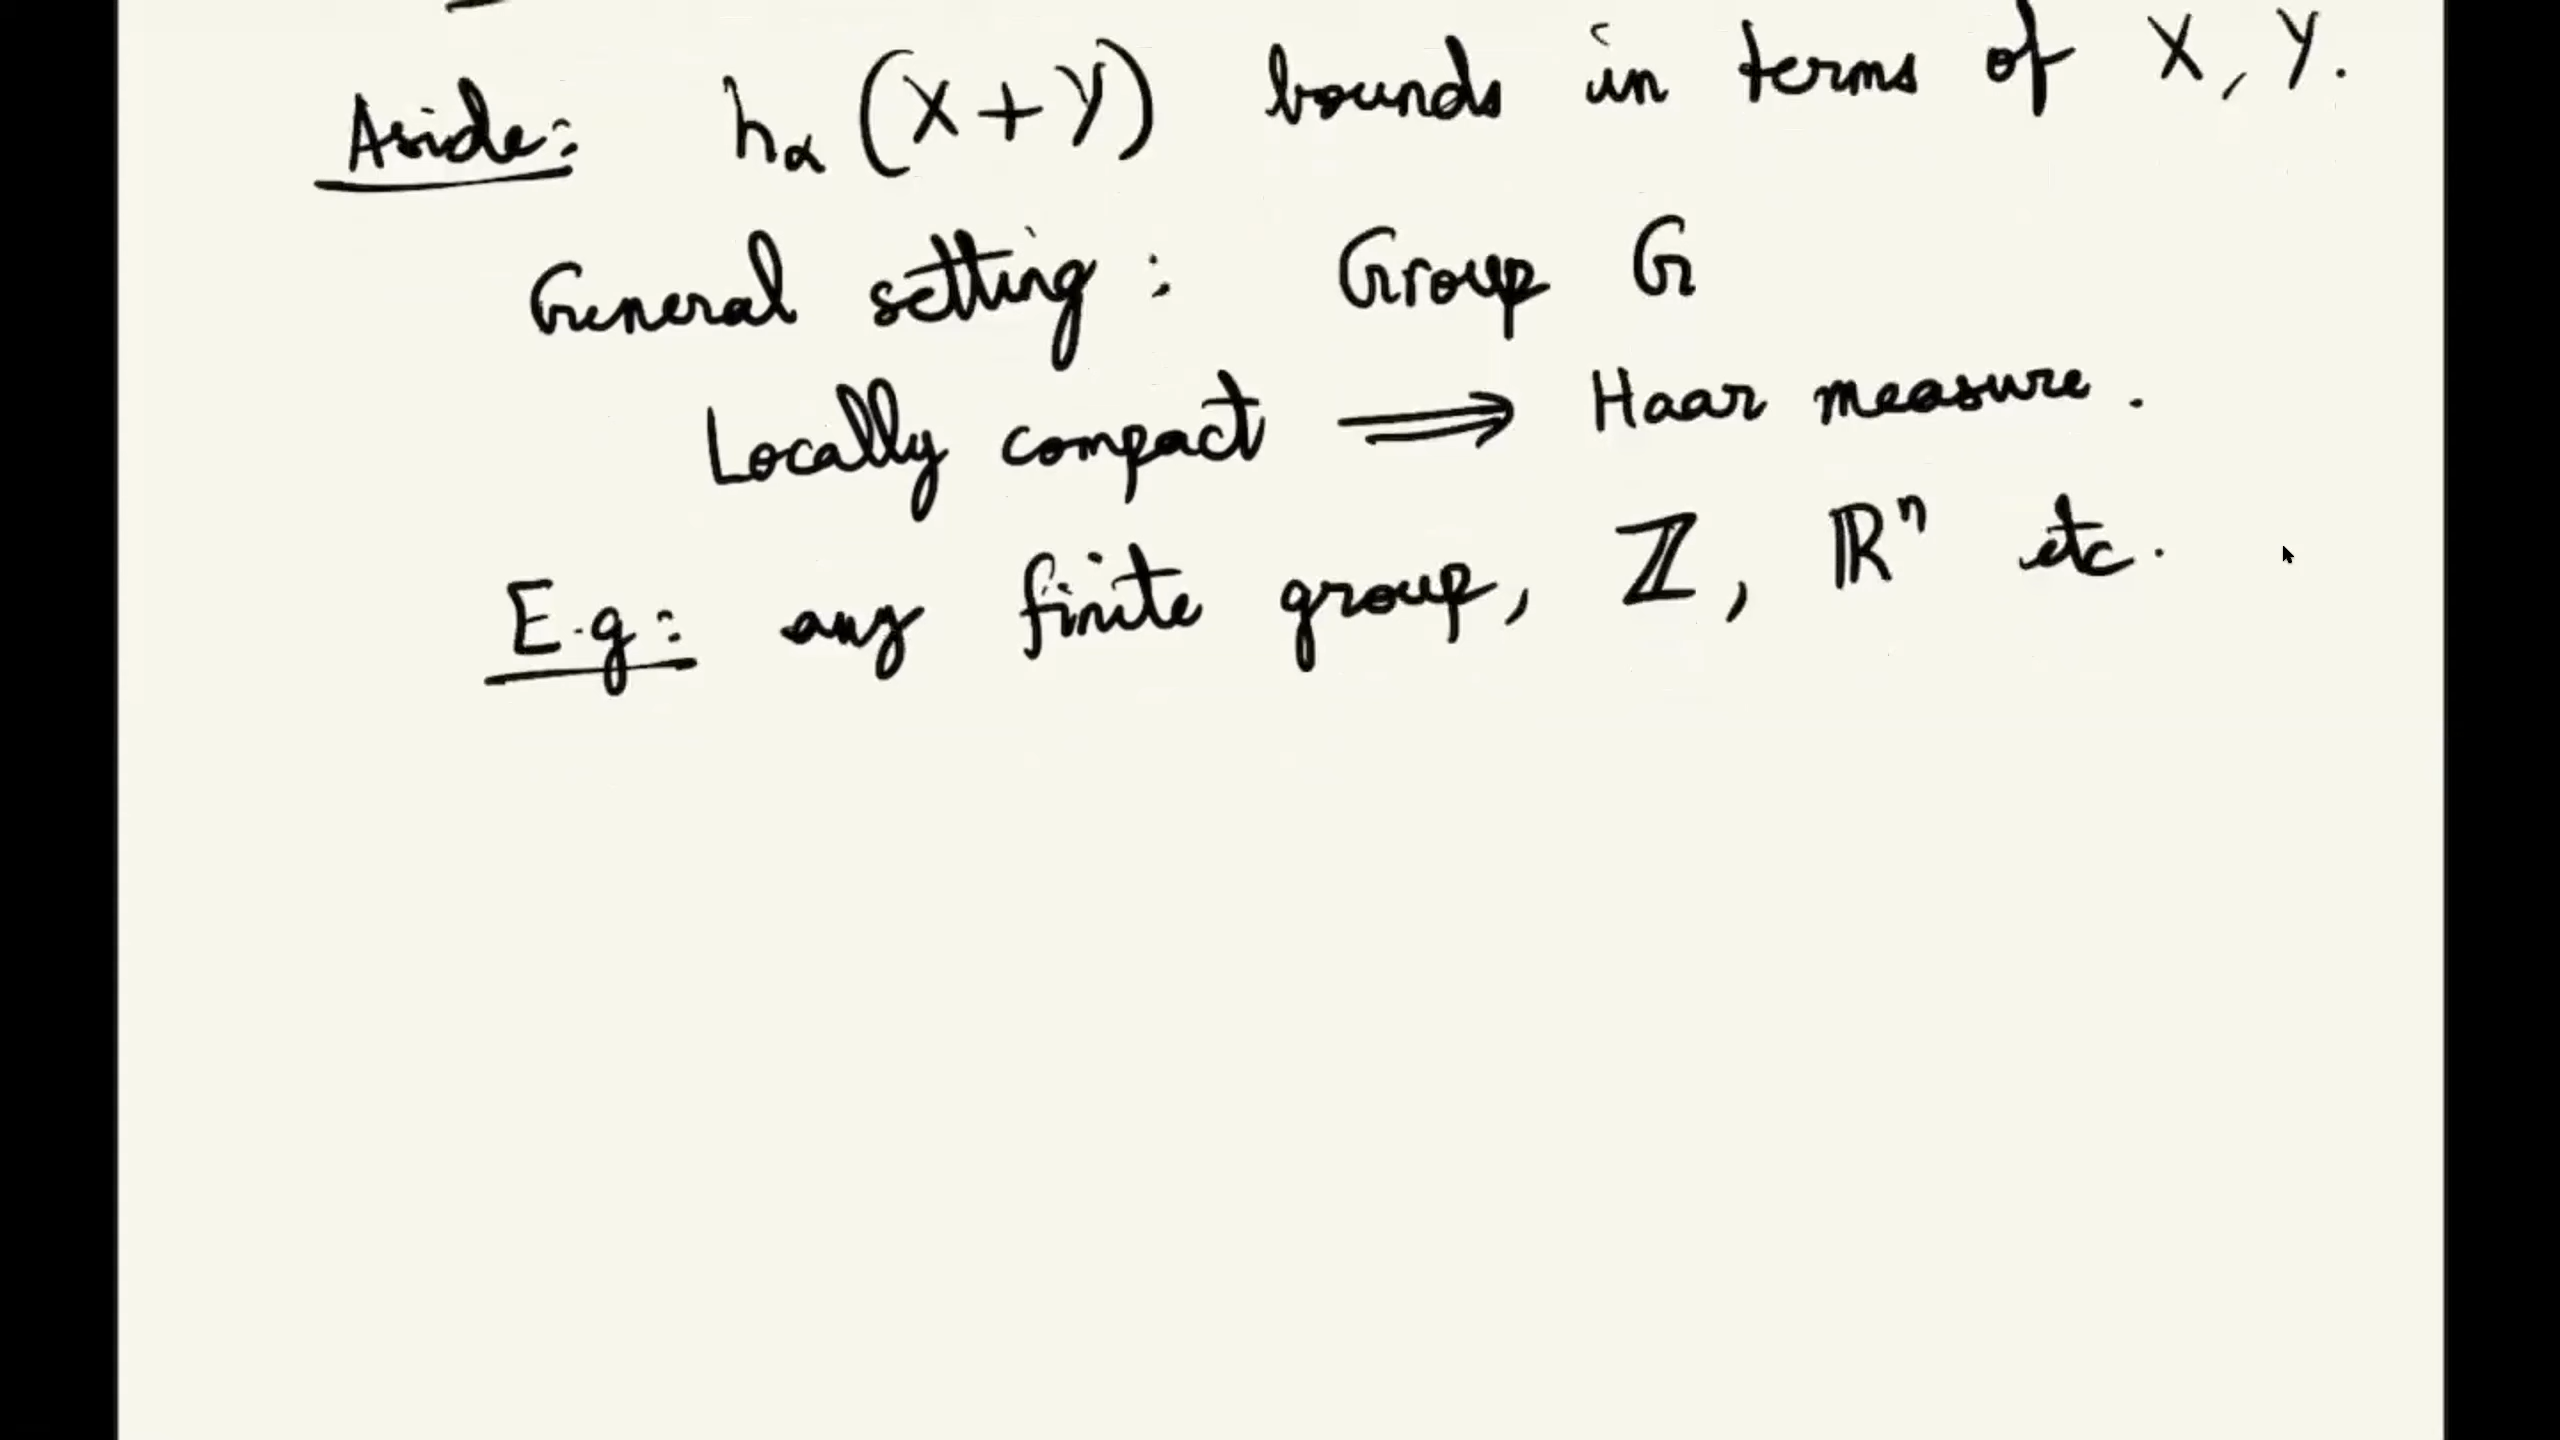 Aside: hα (X+Y) bounds in terms of X, Y.
General setting: Group G
Locally compact ⟹ Haar measure.
E.g: any finite group, ℤ, ℝⁿ etc.